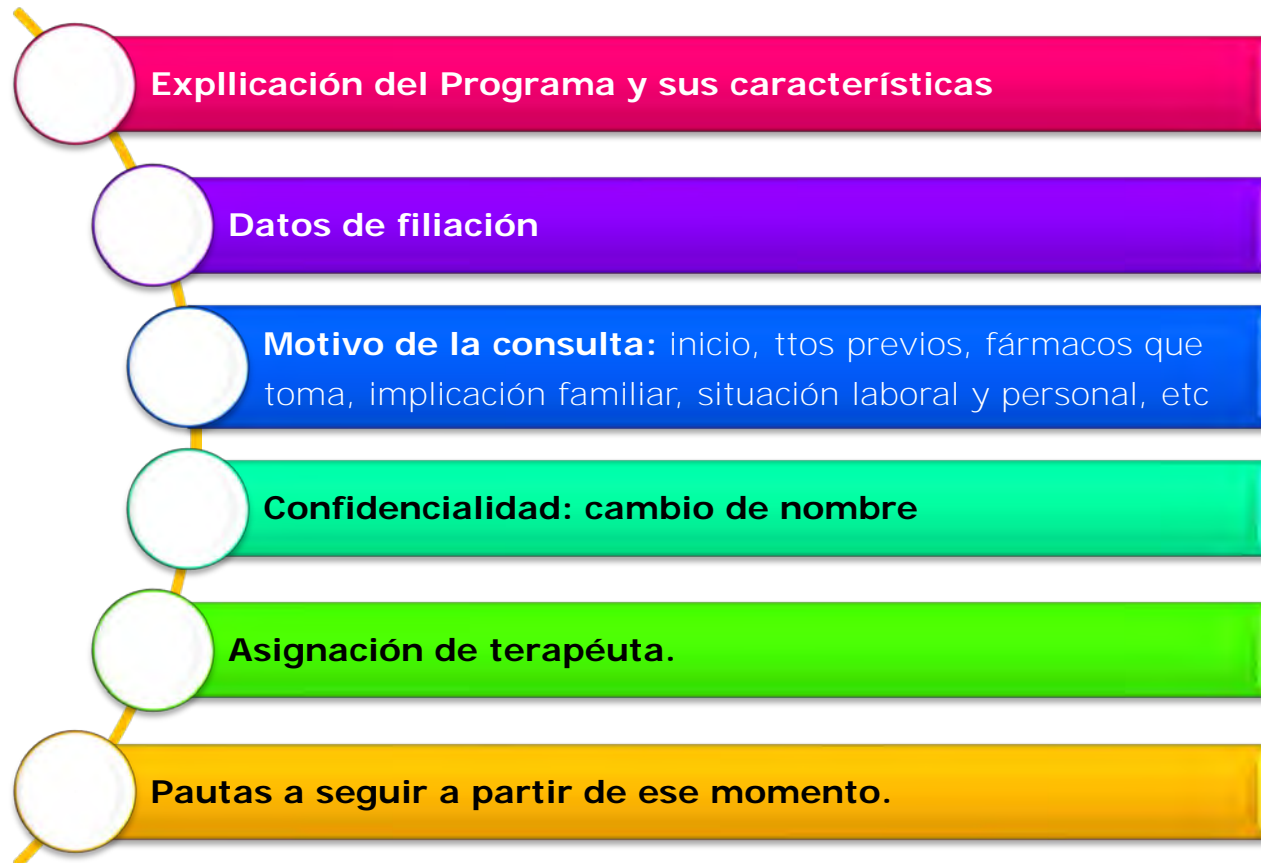 Expllicación del Programa y sus características
Datos de filiación
Motivo de la consulta: inicio, ttos previos, fármacos que
toma, implicación familiar, situación laboral y personal, etc
Confidencialidad: cambio de nombre
Asignación de terapéuta.
Pautas a seguir a partir de ese momento.